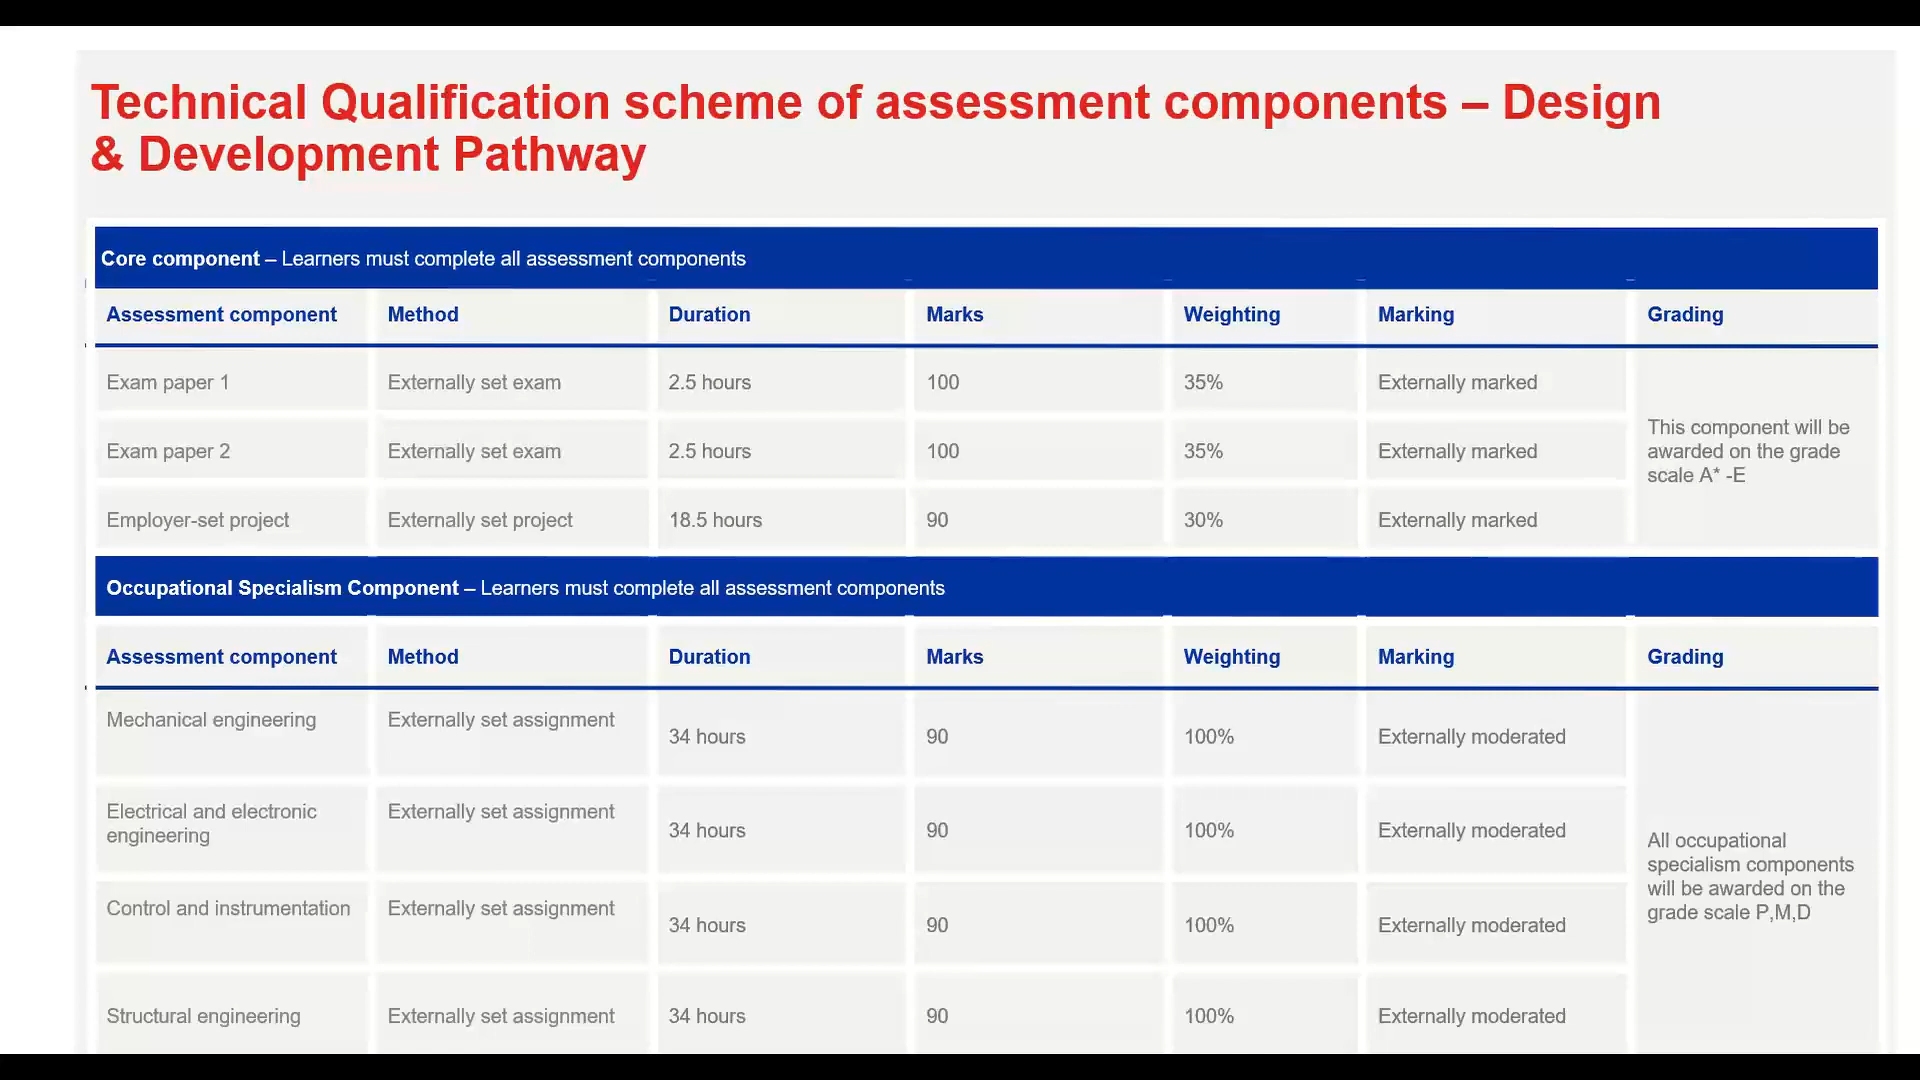 Technical Qualification scheme of assessment components – Design
& Development Pathway
Core component – Learners must complete all assessment components
Assessment component Method Duration Marks Weighting Marking Grading
Exam paper 1 Externally set exam 2.5 hours 100 35% Externally marked
Exam paper 2 Externally set exam 2.5 hours 100 35% Externally marked
Employer-set project Externally set project 18.5 hours 90 30% Externally marked
This component will be
awarded on the grade
scale A* -E
Occupational Specialism Component – Learners must complete all assessment components
Assessment component Method Duration Marks Weighting Marking Grading
Mechanical engineering Externally set assignment 34 hours 90 100% Externally moderated
Electrical and electronic
engineering
Externally set assignment 34 hours 90 100% Externally moderated
Control and instrumentation Externally set assignment 34 hours 90 100% Externally moderated
Structural engineering Externally set assignment 34 hours 90 100% Externally moderated
All occupational
specialism components
will be awarded on the
grade scale P,M,D